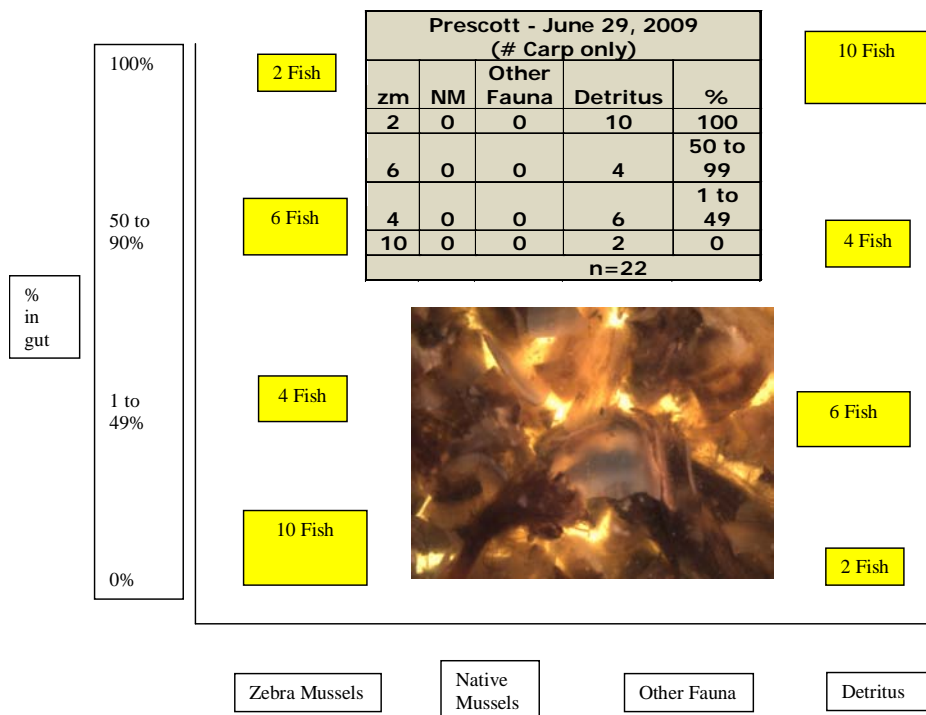 Prescott - June 29, 2009
(# Carp only)
zm NM Other Fauna Detritus %
2 0 0 10 100
6 0 0 4 50 to 99
4 0 0 6 1 to 49
10 0 0 2 0
n=22
% in gut
100%
50 to
90%
1 to
49%
0%
2 Fish
6 Fish
4 Fish
10 Fish
10 Fish
4 Fish
6 Fish
2 Fish
Zebra Mussels
Native
Mussels
Other Fauna
Detritus